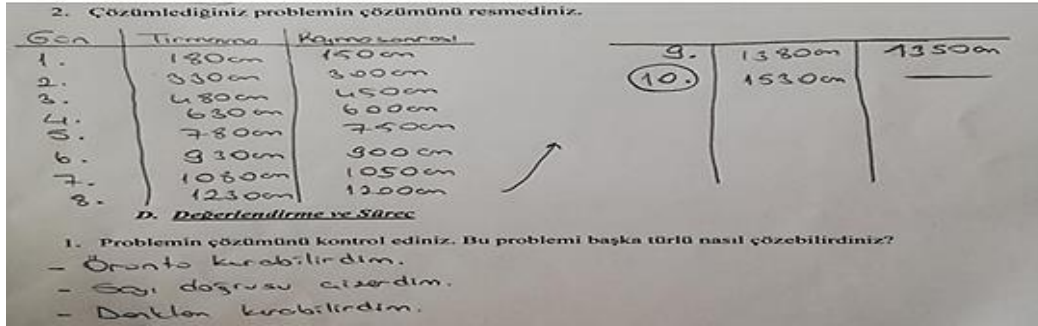 2. Çözümlediğiniz problemin çözümünü resmediniz.
Gün Tırmanma Kayma sonrası
1. 180cm 150cm
2. 330cm 300cm
3. 480cm 450cm
4. 630cm 600cm
5. 780cm 750cm
6. 930cm 900cm
7. 1080cm 1050cm
8. 1230cm 1200cm
9. 1380cm 1350cm
10. 1530cm
D. Değerlendirme ve Süreç
1. Problemin çözümünü kontrol ediniz. Bu problemi başka türlü nasıl çözebilirdiniz?
- Örüntü kurabilirdim.
- Sayı doğrusu çizerdim.
- Denklem kurabilirdim.